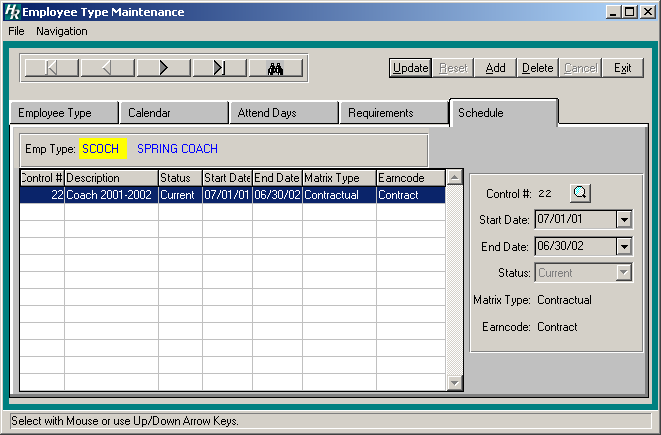 HR Employee Type Maintenance
File Navigation
Update Reset Add Delete Cancel Exit
Employee Type Calendar Attend Days Requirements Schedule
Emp Type: SCOCH SPRING COACH
Control # Description Status Start Date End Date Matrix Type Earncode
22 Coach 2001-2002 Current 07/01/01 06/30/02 Contractual Contract
Control #: 22
Start Date: 07/01/01
End Date: 06/30/02
Status: Current
Matrix Type: Contractual
Earncode: Contract
Select with Mouse or use Up/Down Arrow Keys.